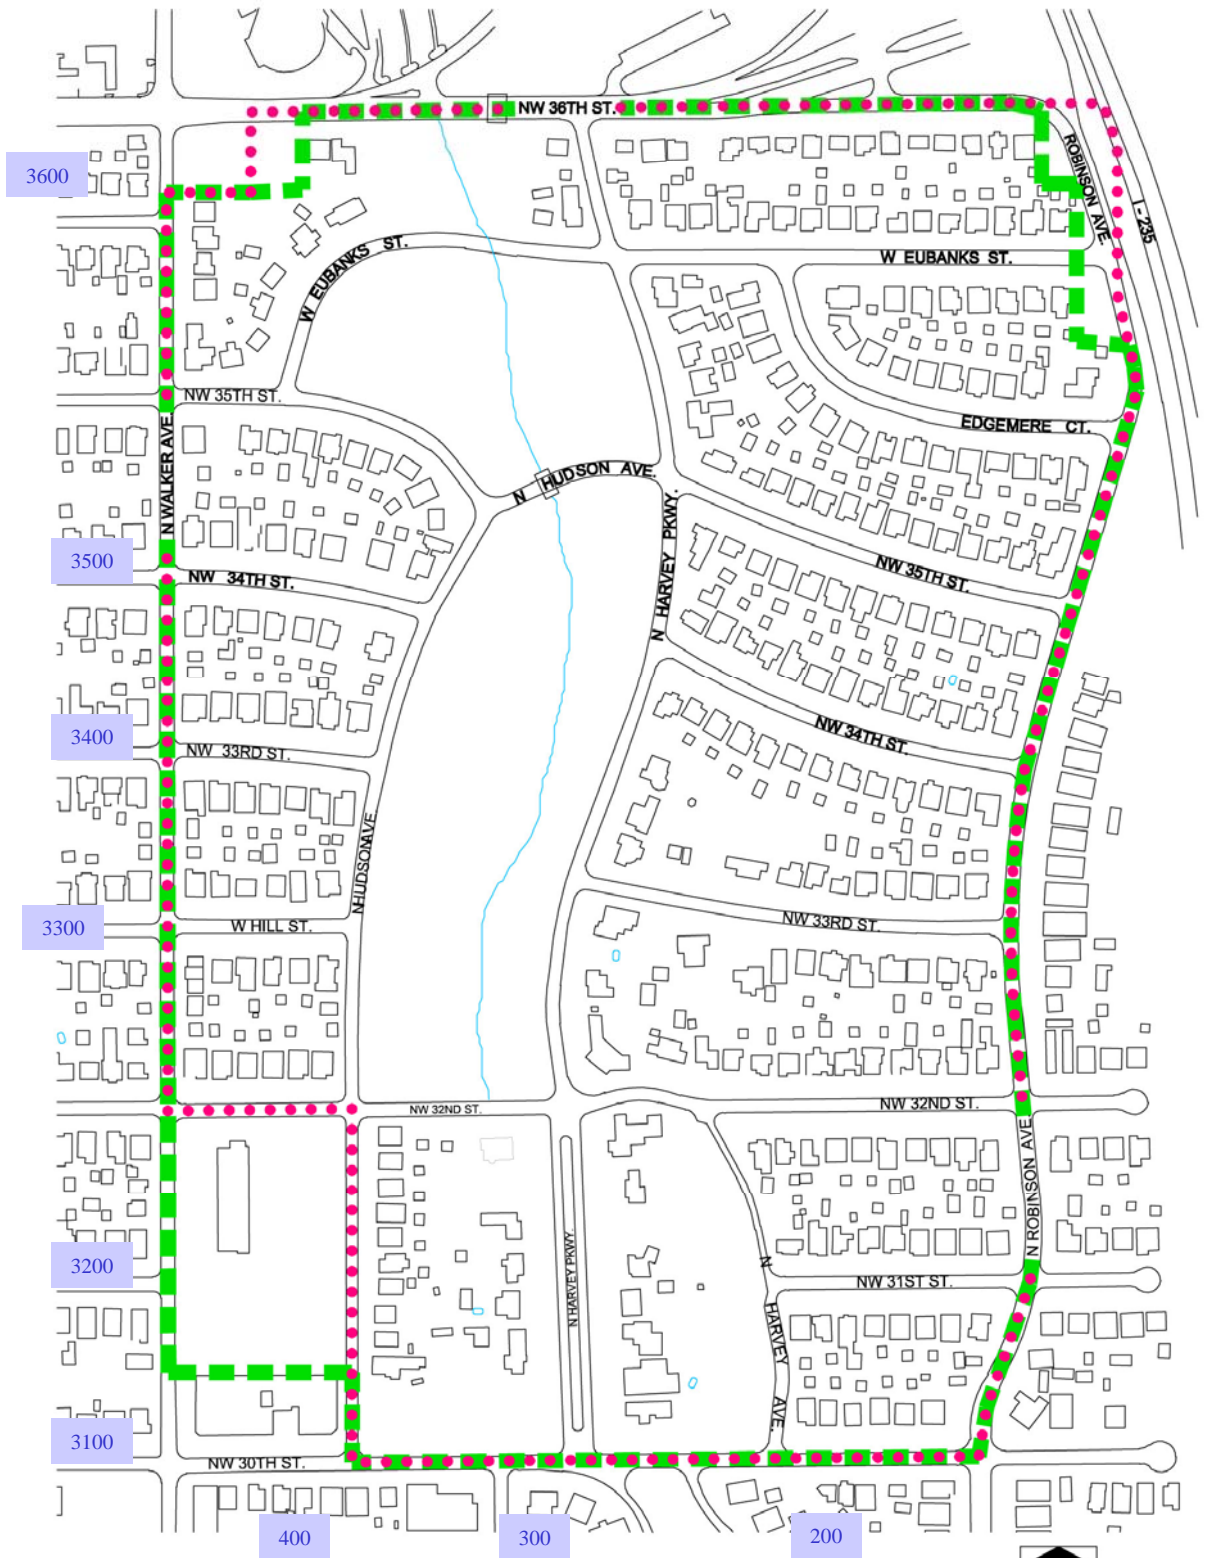 NW 36TH ST.
3600
ROBINSON AVE.
I - 235
W EUBANKS ST.
W EUBANKS ST.
NW 35TH ST.
EDGEMERE CT.
N WALKER AVE.
N HUDSON AVE.
N HARVEY PKWY.
3500
NW 34TH ST.
NW 35TH ST.
3400
NW 33RD ST.
NW 34TH ST.
N HUDSON AVE
3300
W HILL ST.
NW 33RD ST.
NW 32ND ST.
NW 32ND ST.
N ROBINSON AVE.
3200
N HARVEY PKWY.
NW 31ST ST.
N HARVEY AVE.
3100
NW 30TH ST.
400
300
200